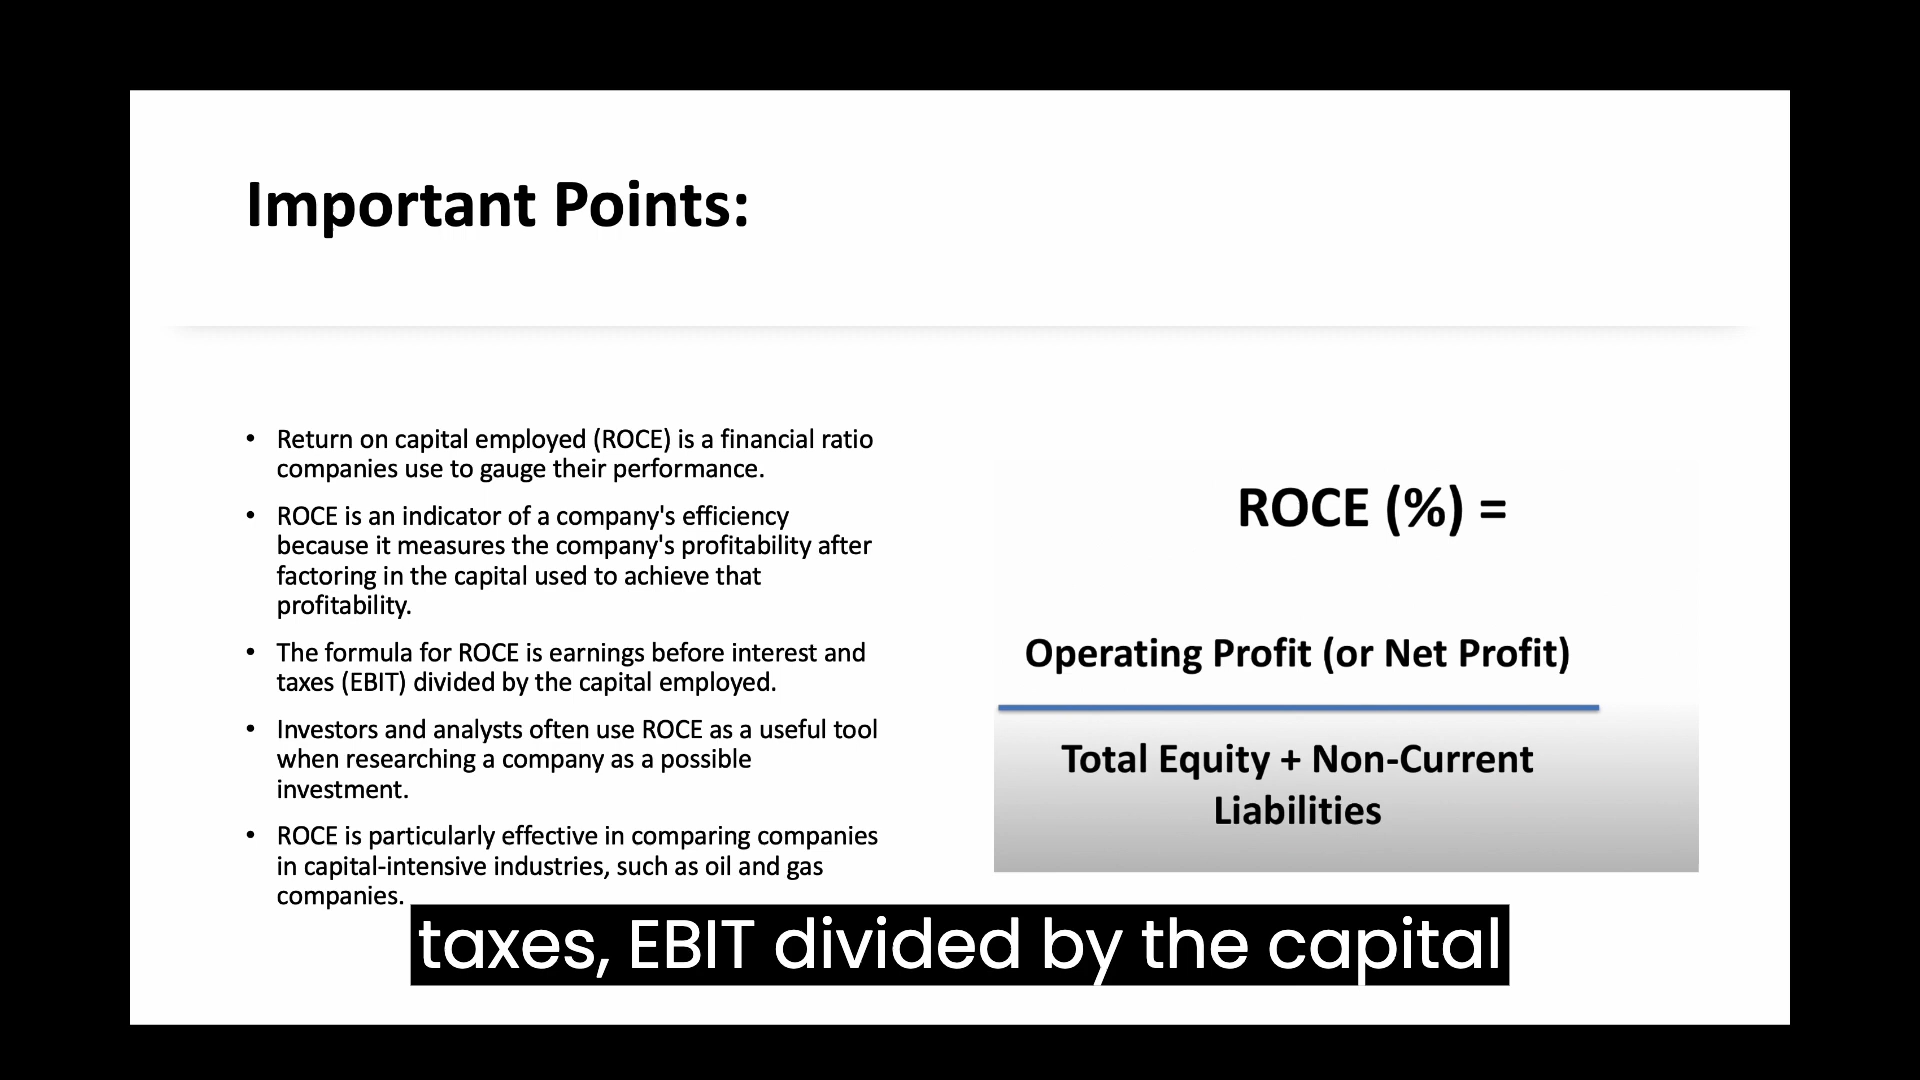 Important Points:
• Return on capital employed (ROCE) is a financial ratio
companies use to gauge their performance.
• ROCE is an indicator of a company's efficiency
because it measures the company's profitability after
factoring in the capital used to achieve that
profitability.
• The formula for ROCE is earnings before interest and
taxes (EBIT) divided by the capital employed.
• Investors and analysts often use ROCE as a useful tool
when researching a company as a possible
investment.
• ROCE is particularly effective in comparing companies
in capital-intensive industries, such as oil and gas
companies.
ROCE (%) =
Operating Profit (or Net Profit)
Total Equity + Non-Current
Liabilities
taxes, EBIT divided by the capital